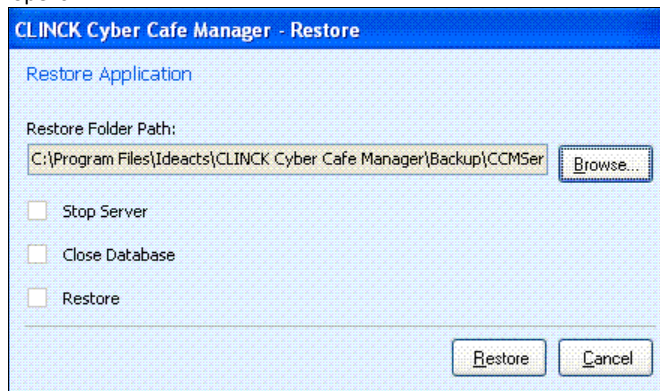 CLINCK Cyber Cafe Manager - Restore
Restore Application
Restore Folder Path:
C:\Program Files\Ideacts\CLINCK Cyber Cafe Manager\Backup\CCMSer
Browse...
Stop Server
Close Database
Restore
Restore
Cancel